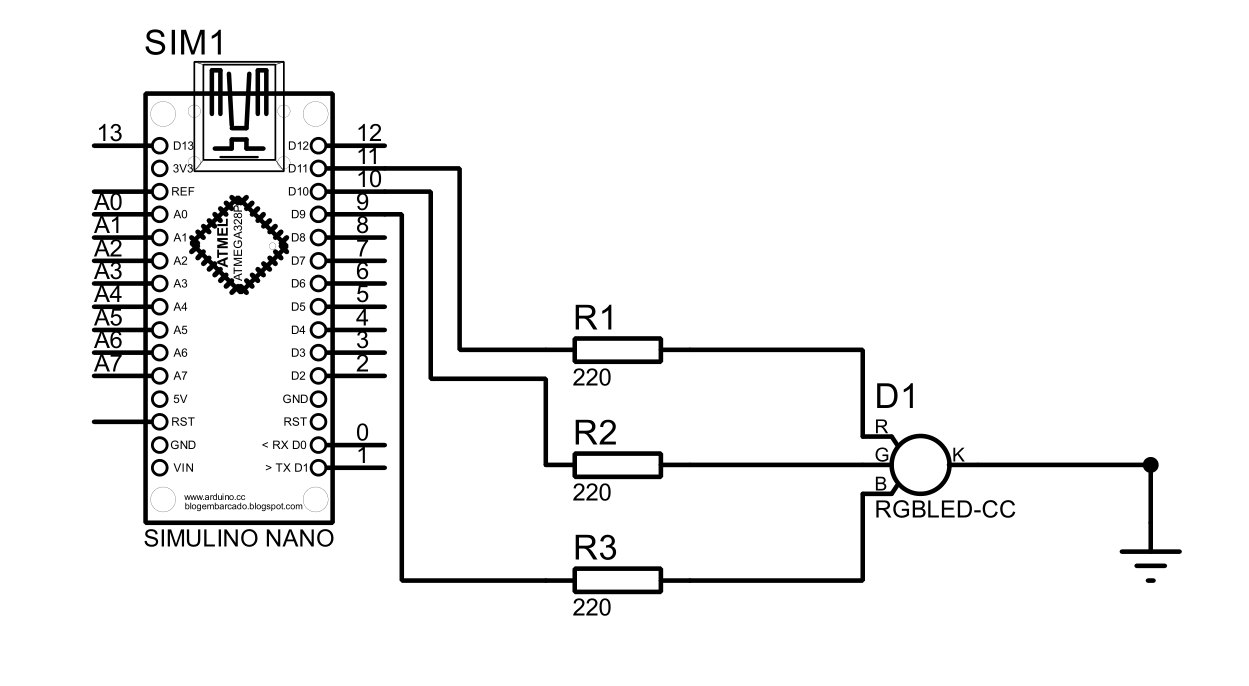 SIM1
13
D13
D12
12
3V3
D11
11
REF
D10
10
A0
A0
D9
9
A1
A1
D8
8
A2
A2
D7
7
A3
A3
D6
6
A4
A4
D5
5
A5
A5
D4
4
A6
A6
D3
3
A7
A7
D2
2
5V
GND
RST
RST
GND
< RX D0
0
VIN
> TX D1
1
ATMEL
ATMEGA328P
www.arduino.cc
blogembarcado.blogspot.com
SIMULINO NANO
R1
220
R2
220
R3
220
D1
R
G
B
K
RGBLED-CC